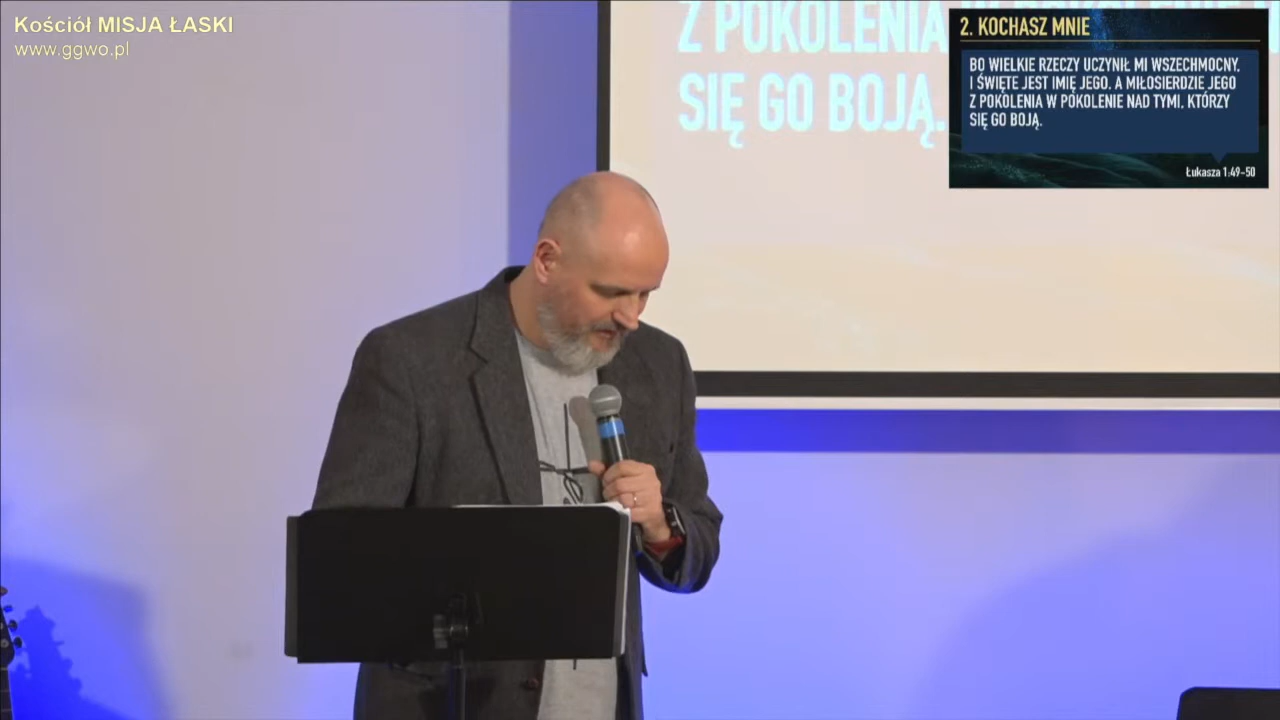 Kościół MISJA ŁASKI
www.ggwo.pl
Z POKOLENIA
SIĘ GO BOJĄ.
2. KOCHASZ MNIE
BO WIELKIE RZECZY UCZYNIŁ MI WSZECHMOCNY,
I ŚWIĘTE JEST IMIĘ JEGO. A MIŁOSIERDZIE JEGO
Z POKOLENIA W POKOLENIE NAD TYMI, KTÓRZY
SIĘ GO BOJĄ.
Łukasza 1:49-50